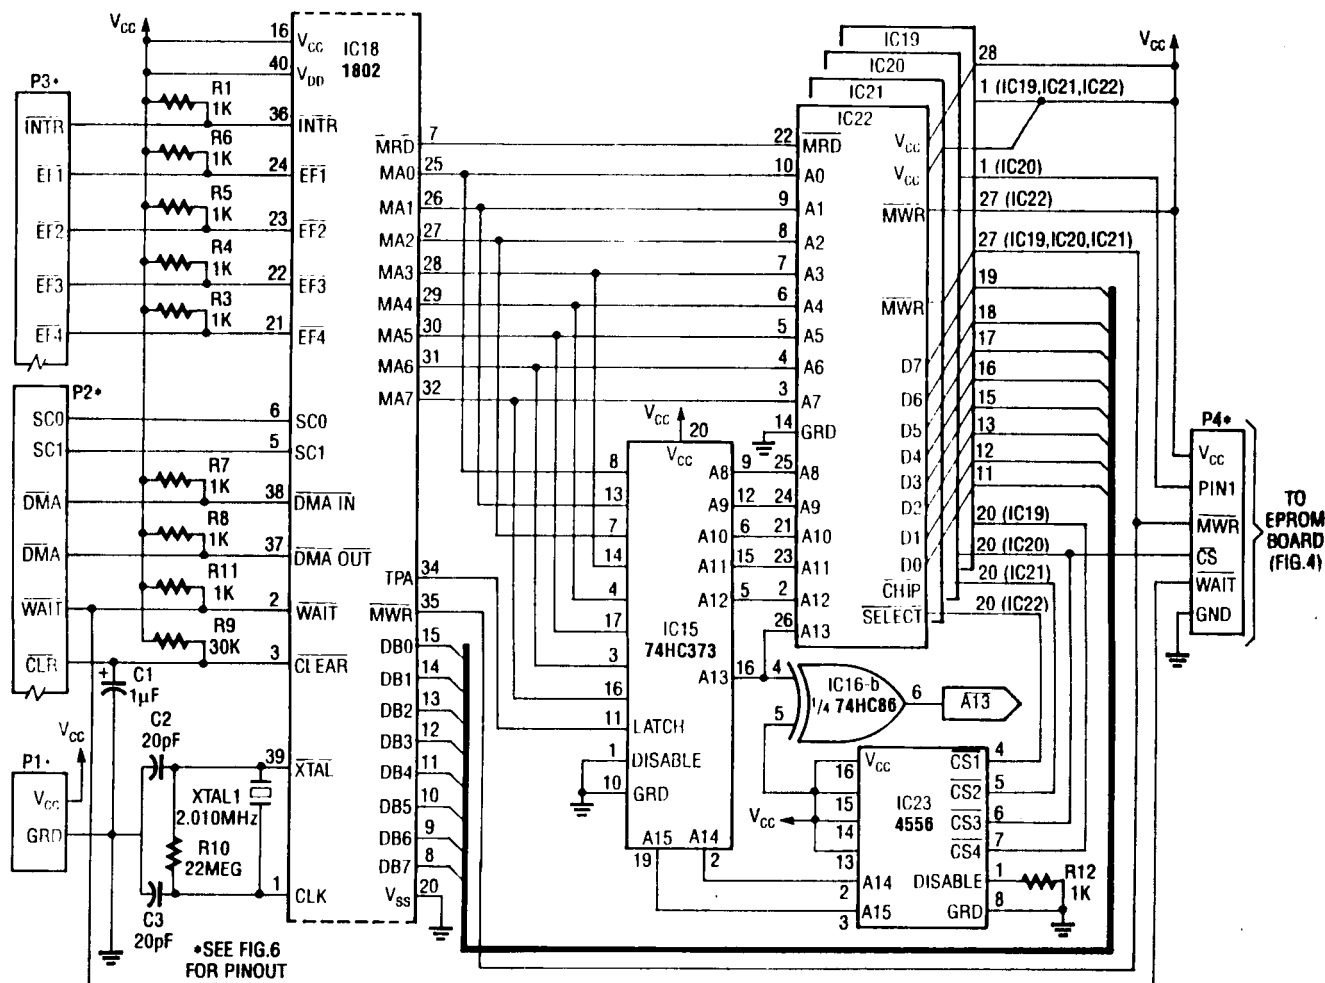 VCC
P3*
INTR
EF1
EF2
EF3
EF4
R1
1K
R6
1K
R5
1K
R4
1K
R3
1K
16
40
36
24
23
22
21
VCC
VDD
INTR
EF1
EF2
EF3
EF4
IC18
1802
P2*
SC0
SC1
DMA
DMA
WAIT
CLR
R7
1K
R8
1K
R11
1K
R9
30K
C1
+
1µF
6
5
38
37
2
3
SC0
SC1
DMA IN
DMA OUT
WAIT
CLEAR
VCC
P1*
VCC
GRD
C2
20pF
C3
20pF
39
XTAL
XTAL1
2.010MHz
R10
22MEG
1
CLK
*SEE FIG.6
FOR PINOUT
MRD 7
MA0 25
MA1 26
MA2 27
MA3 28
MA4 29
MA5 30
MA6 31
MA7 32
TPA 34
MWR 35
DB0 15
DB1 14
DB2 13
DB3 12
DB4 11
DB5 10
DB6 9
DB7 8
VSS 20
VCC
20
VCC
8
13
7
14
4
17
3
16
11 LATCH
1 DISABLE
10 GRD
IC15
74HC373
A8 9
A9 12
A10 6
A11 15
A12 5
A13 16
A15 A14
19 2
IC19
IC20
IC21
IC22
22 MRD
10 A0
9 A1
8 A2
7 A3
6 A4
5 A5
4 A6
3 A7
14 GRD
25 A8
24 A9
21 A10
23 A11
2 A12
26 A13
VCC
VCC
MWR
MWR
D7
D6
D5
D4
D3
D2
D1
D0
CHIP
SELECT
28
1 (IC19,IC21,IC22)
1 (IC20)
27 (IC22)
27 (IC19,IC20,IC21)
19
18
17
16
15
13
12
11
20 (IC19)
20 (IC20)
20 (IC21)
20 (IC22)
4
5
IC16-b
1/4 74HC86
6
A13
VCC
16
15
14
13
2
3
VCC
IC23
4556
A14
A15
CS1 4
CS2 5
CS3 6
CS4 7
DISABLE 1
GRD 8
R12
1K
VCC
P4*
VCC
PIN1
MWR
CS
WAIT
GND
TO
EPROM
BOARD
(FIG.4)